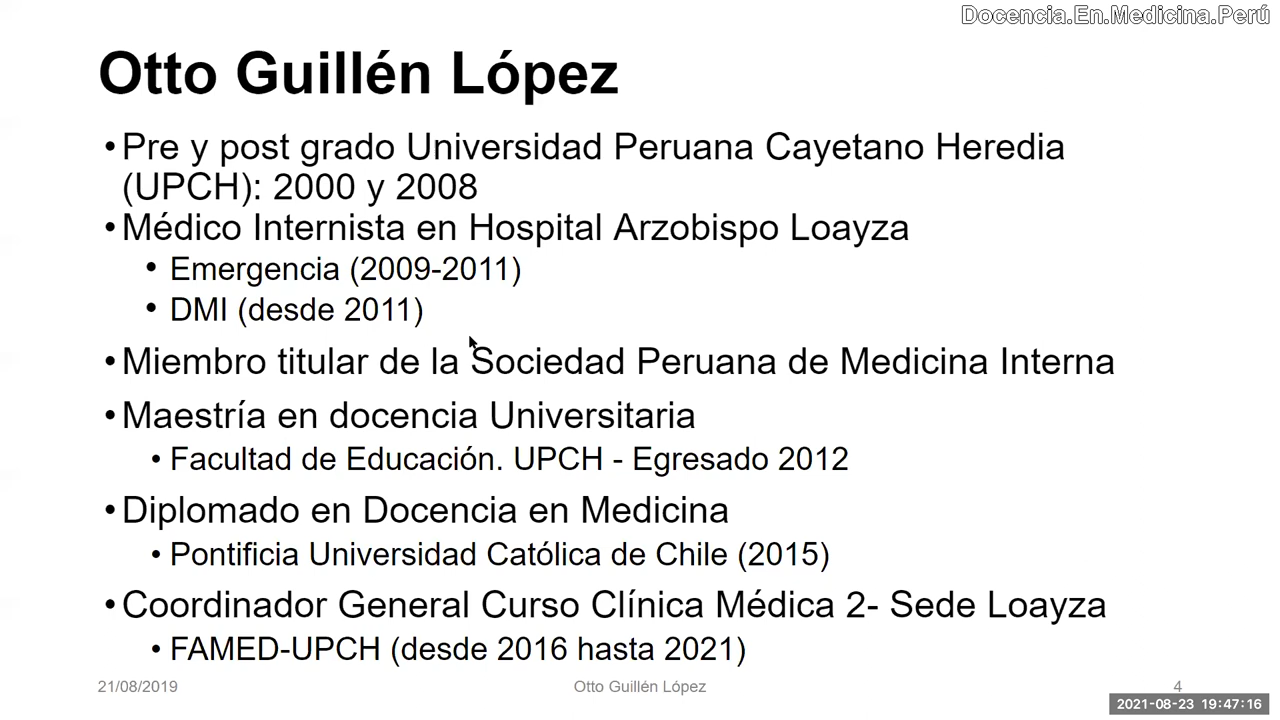 Docencia.En.Medicina.Perú
Otto Guillén López
•Pre y post grado Universidad Peruana Cayetano Heredia
(UPCH): 2000 y 2008
•Médico Internista en Hospital Arzobispo Loayza
• Emergencia (2009-2011)
• DMI (desde 2011)
•Miembro titular de la Sociedad Peruana de Medicina Interna
•Maestría en docencia Universitaria
• Facultad de Educación. UPCH - Egresado 2012
•Diplomado en Docencia en Medicina
• Pontificia Universidad Católica de Chile (2015)
•Coordinador General Curso Clínica Médica 2- Sede Loayza
• FAMED-UPCH (desde 2016 hasta 2021)
21/08/2019 Otto Guillén López 4
2021-08-23 19:47:16